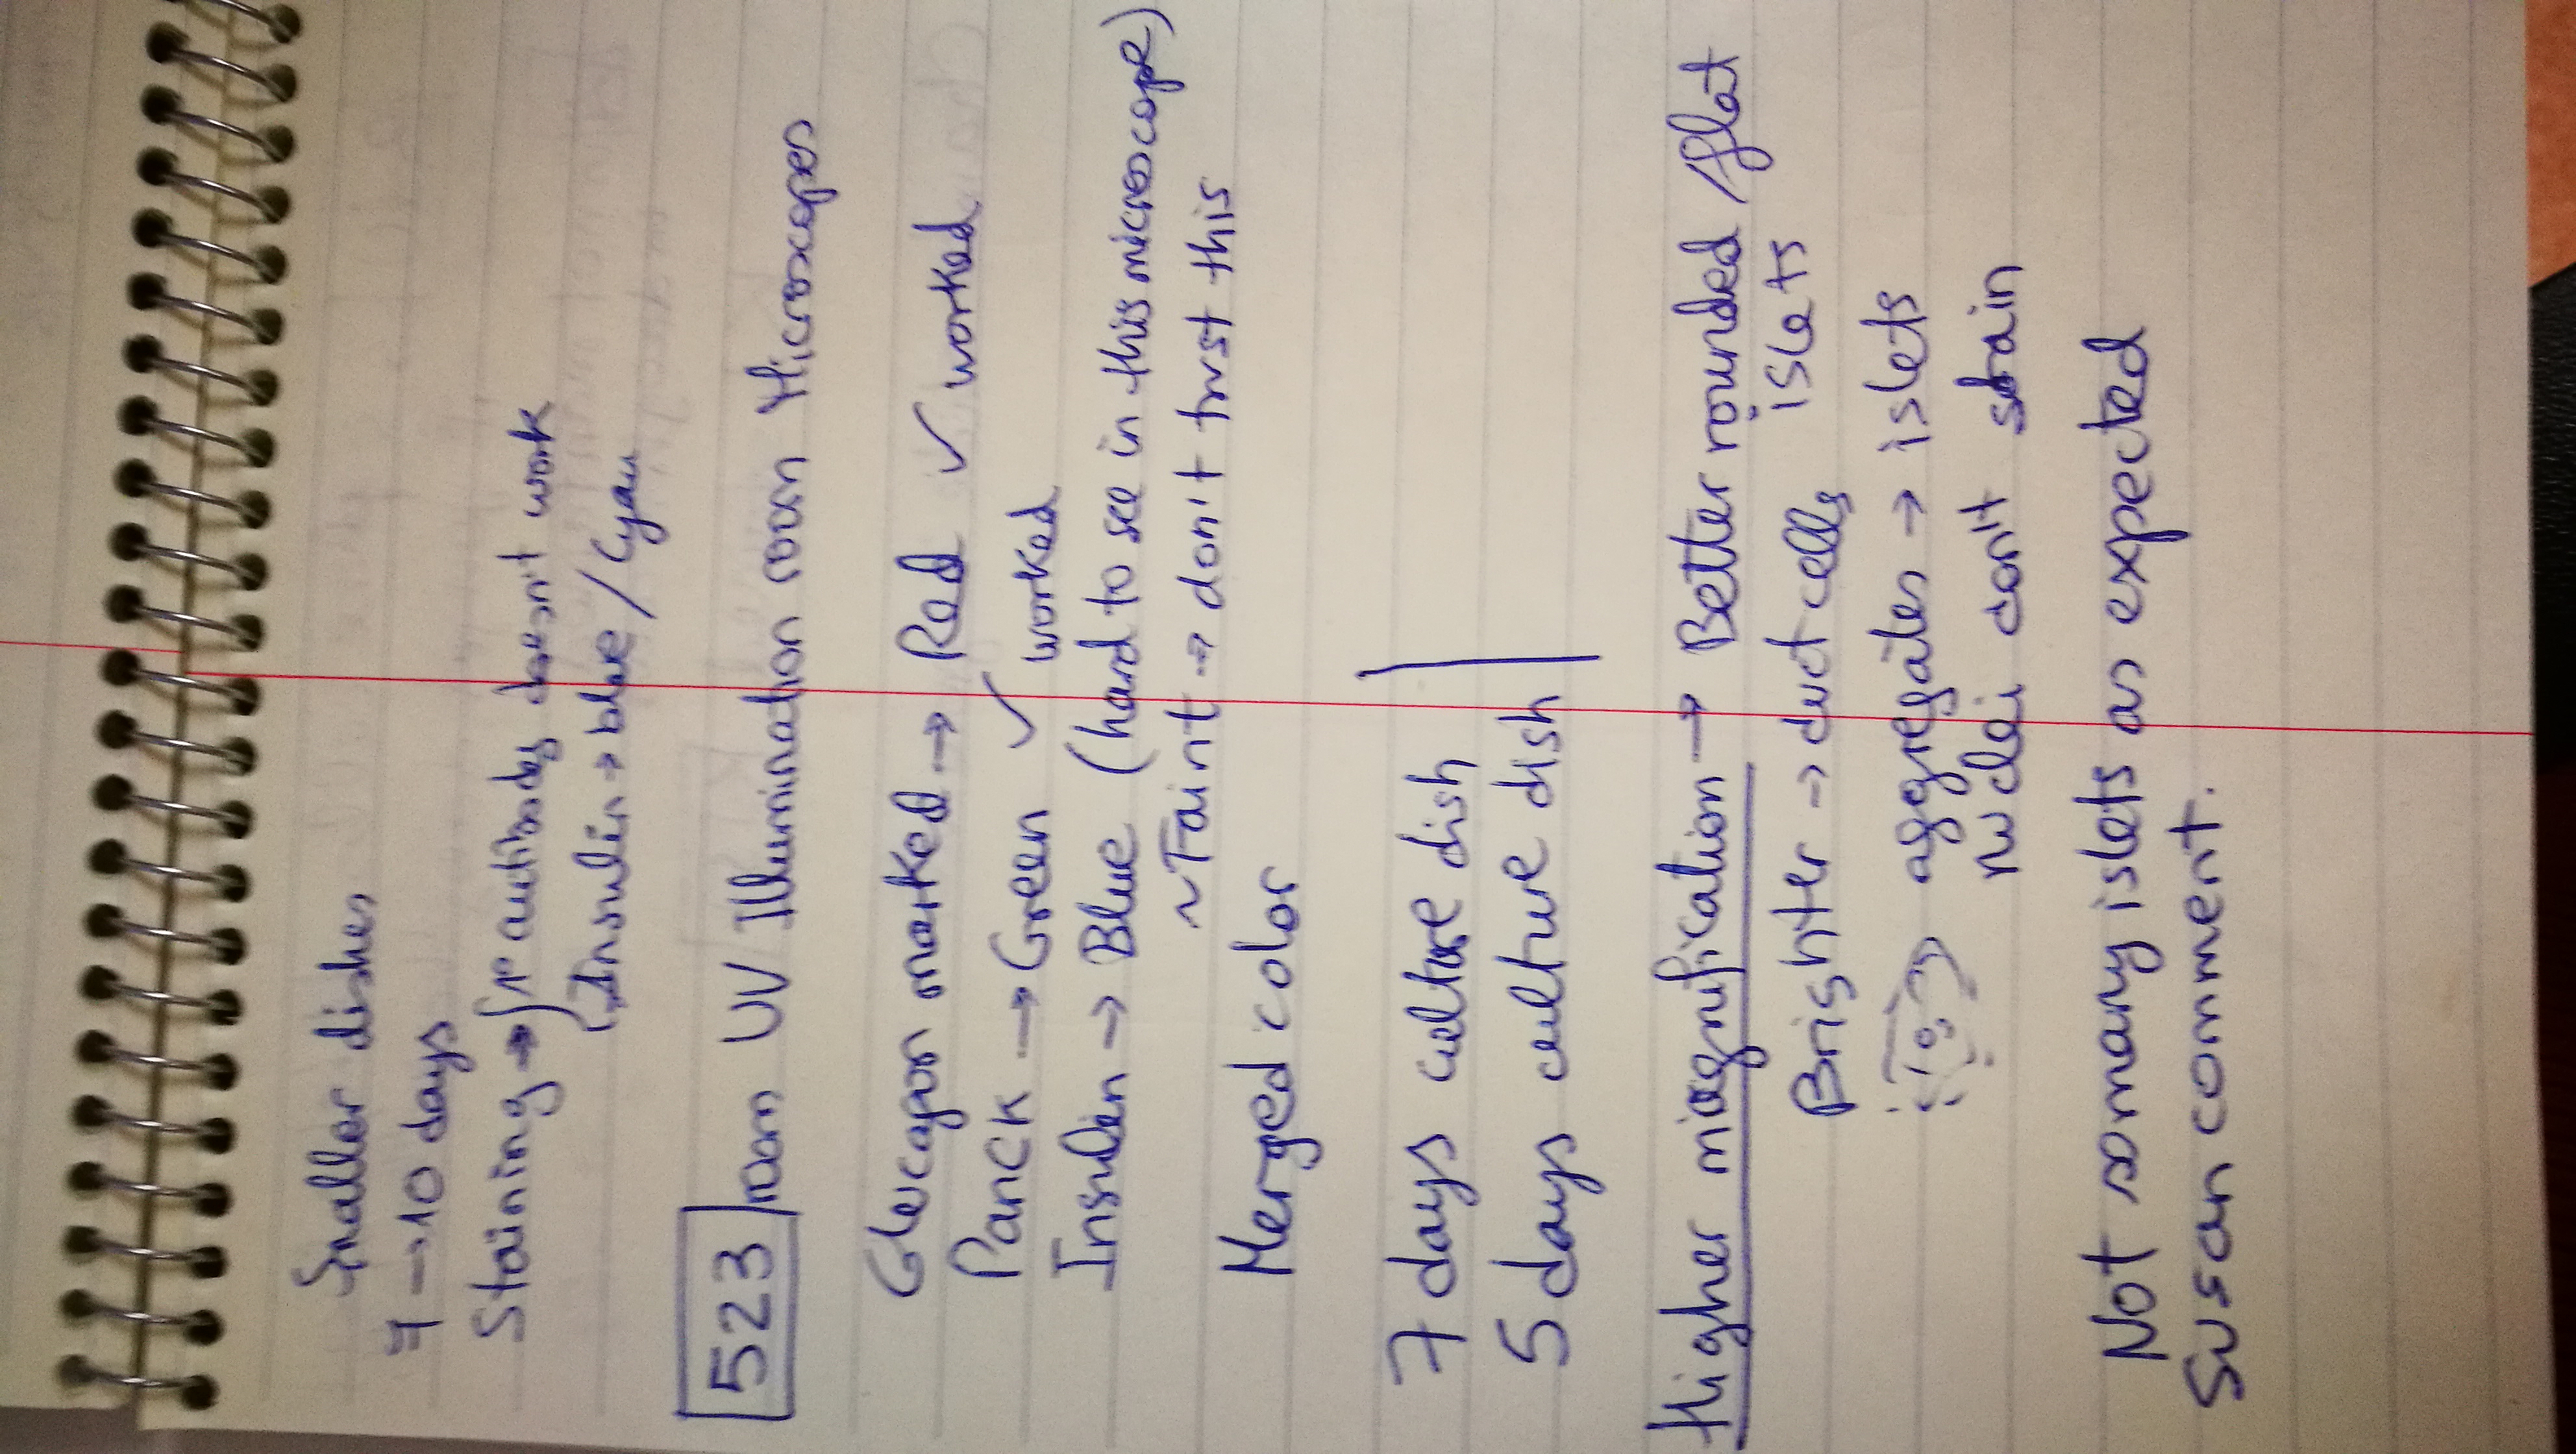 Smaller dishes
7 → 10 days
Staining → 1º antibody doesn't work
Insulin → blue / Cyan
523 room UV Illumination room Microscopes
Glucagon marked → Red ✓ worked
Panck → Green ✓ worked
Insulin → Blue (hard to see in this microscope)
~Faint → don't trust this
Merged color
7 days culture dish
5 days culture dish
Higher magnification → Better rounded / flat
islets
Brighter → duct cells
aggregates → islets
nuclei don't stain
Not so many islets as expected
Susan comment.